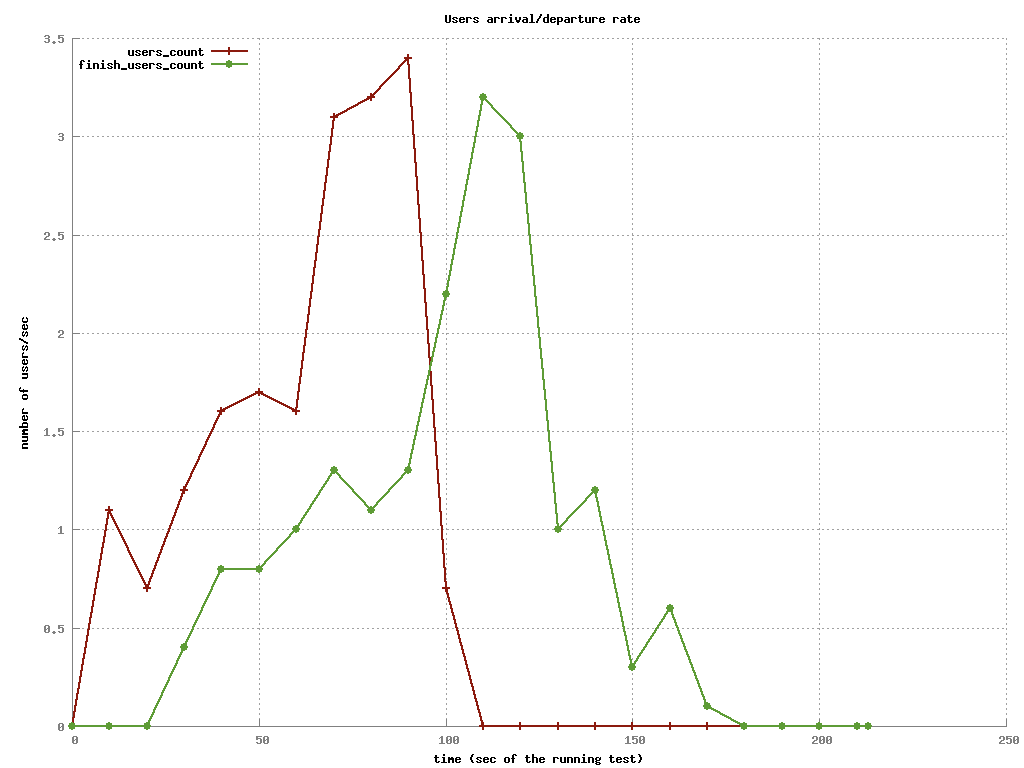 Users arrival/departure rate
users_count
finish_users_count
3.5
3
2.5
2
1.5
1
0.5
0
number of users/sec
0 50 100 150 200 250
time (sec of the running test)